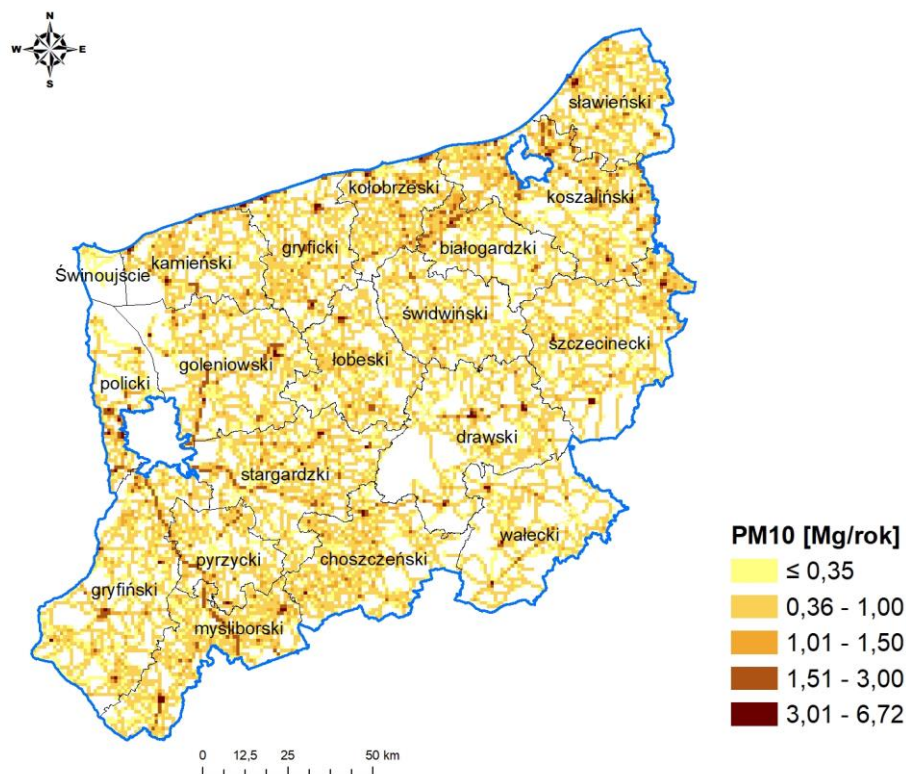 N
W E
S
sławieński
koszaliński
kołobrzeski
białogardzki
gryficki
kamieński
Świnoujście
świdwiński
szczecinecki
goleniowski
łobeski
policki
drawski
stargardzki
wałecki
choszczeński
pyrzycki
gryfiński
myśliborski
PM10 [Mg/rok]
≤ 0,35
0,36 - 1,00
1,01 - 1,50
1,51 - 3,00
3,01 - 6,72
0 12,5 25 50 km